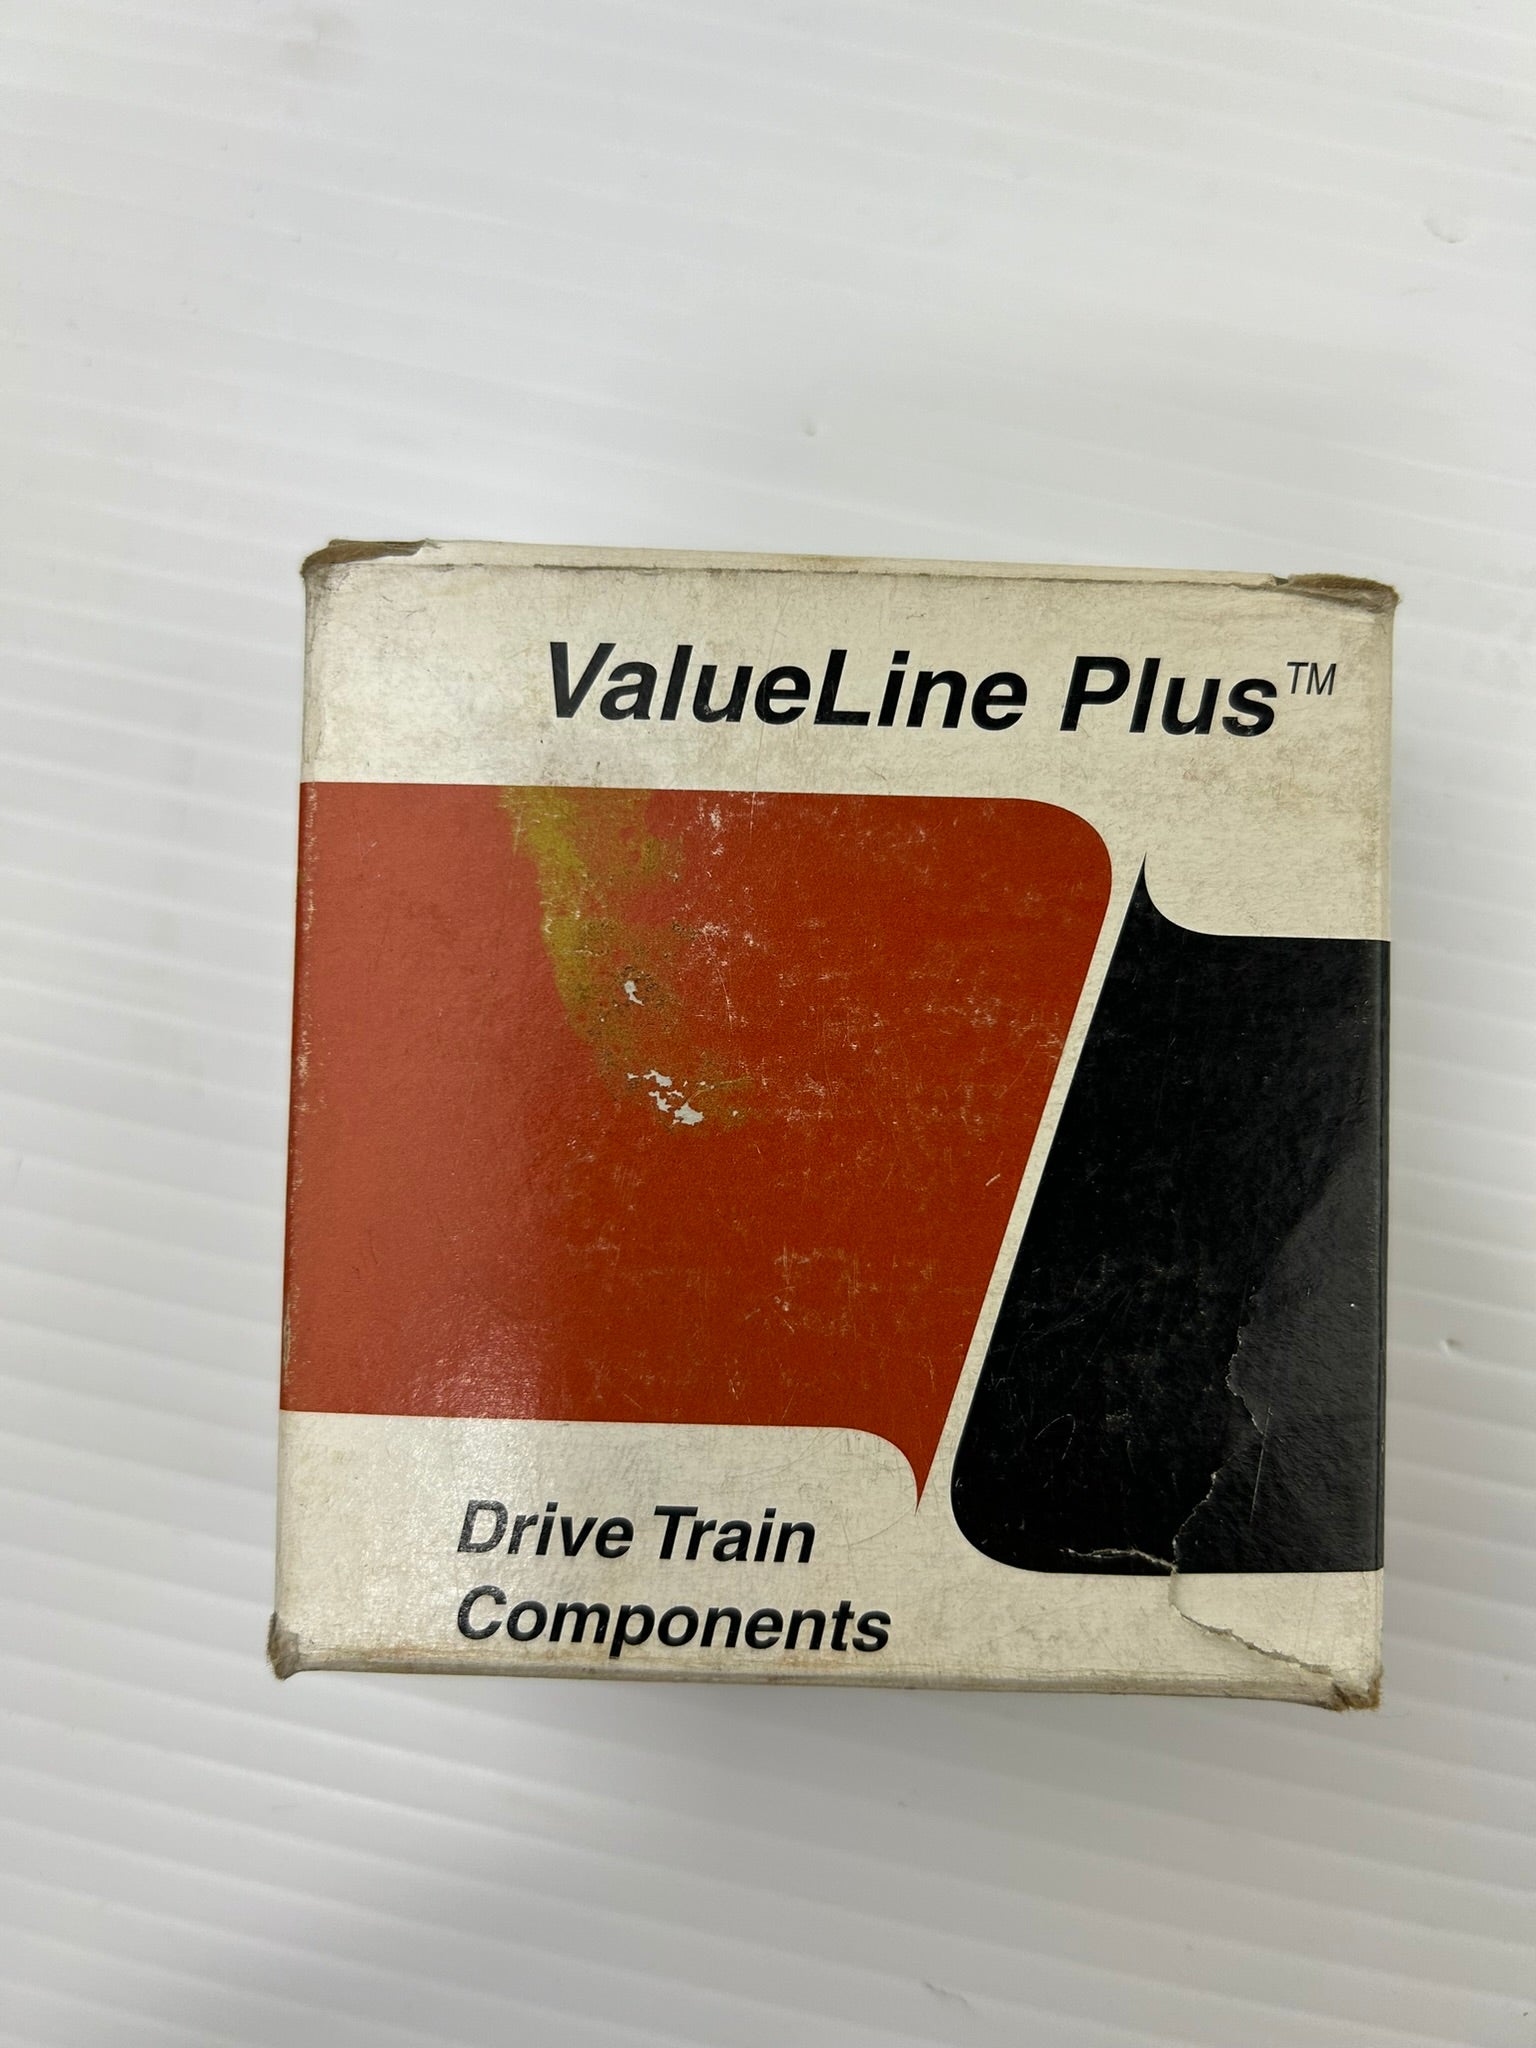 ValueLine Plus™
Drive Train
Components